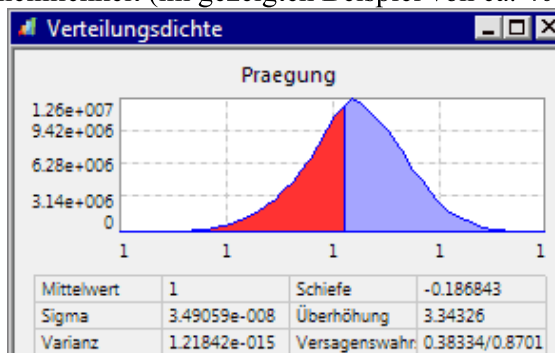 Verteilungsdichte
Praegung
1.26e+007
9.42e+006
6.28e+006
3.14e+006
0
1 1 1 1 1
Mittelwert 1 Schiefe -0.186843
Sigma 3.49059e-008 Überhöhung 3.34326
Varianz 1.21842e-015 Versagenswahr: 0.38334/0.8701